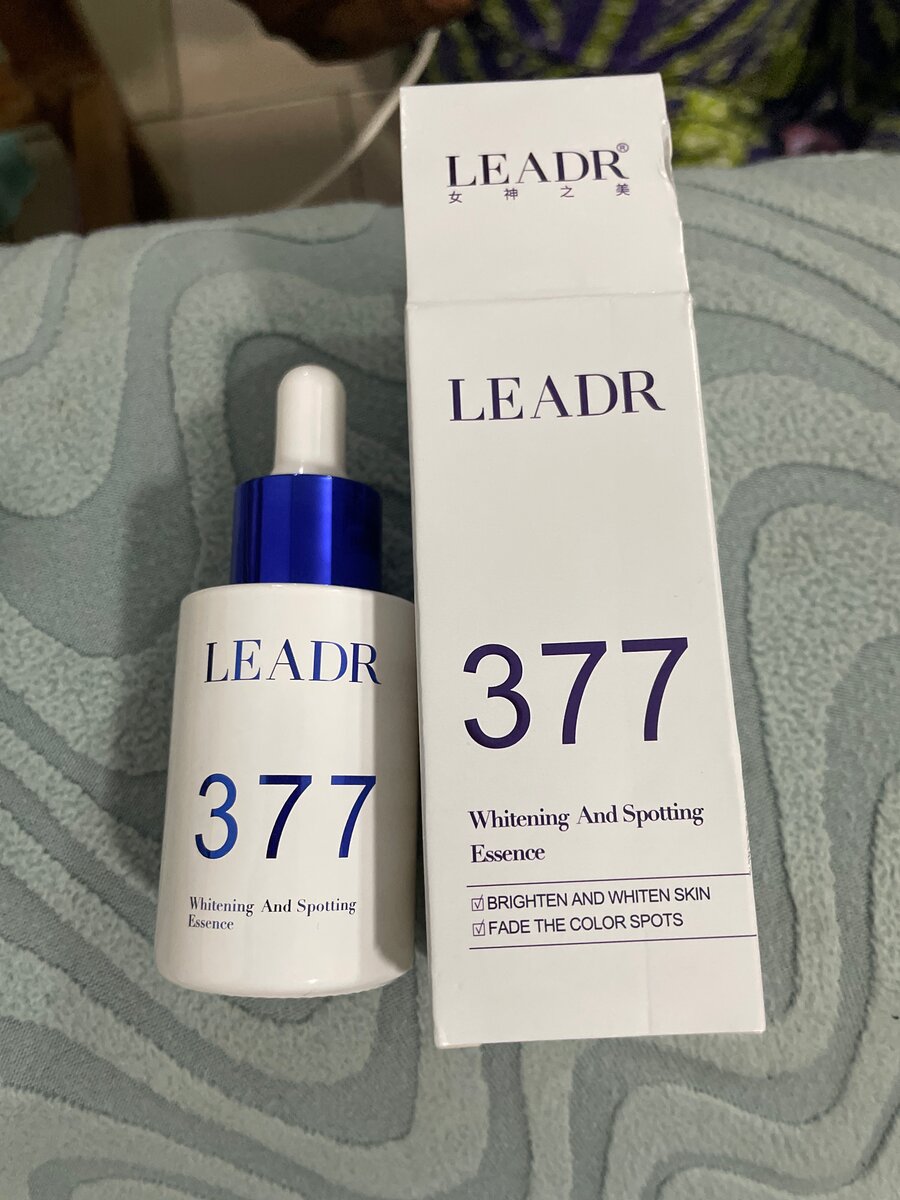 LEADR®
女神之美
LEADR
377
Whitening And Spotting
Essence
☑ BRIGHTEN AND WHITEN SKIN
☑ FADE THE COLOR SPOTS
LEADR
377
Whitening And Spotting
Essence